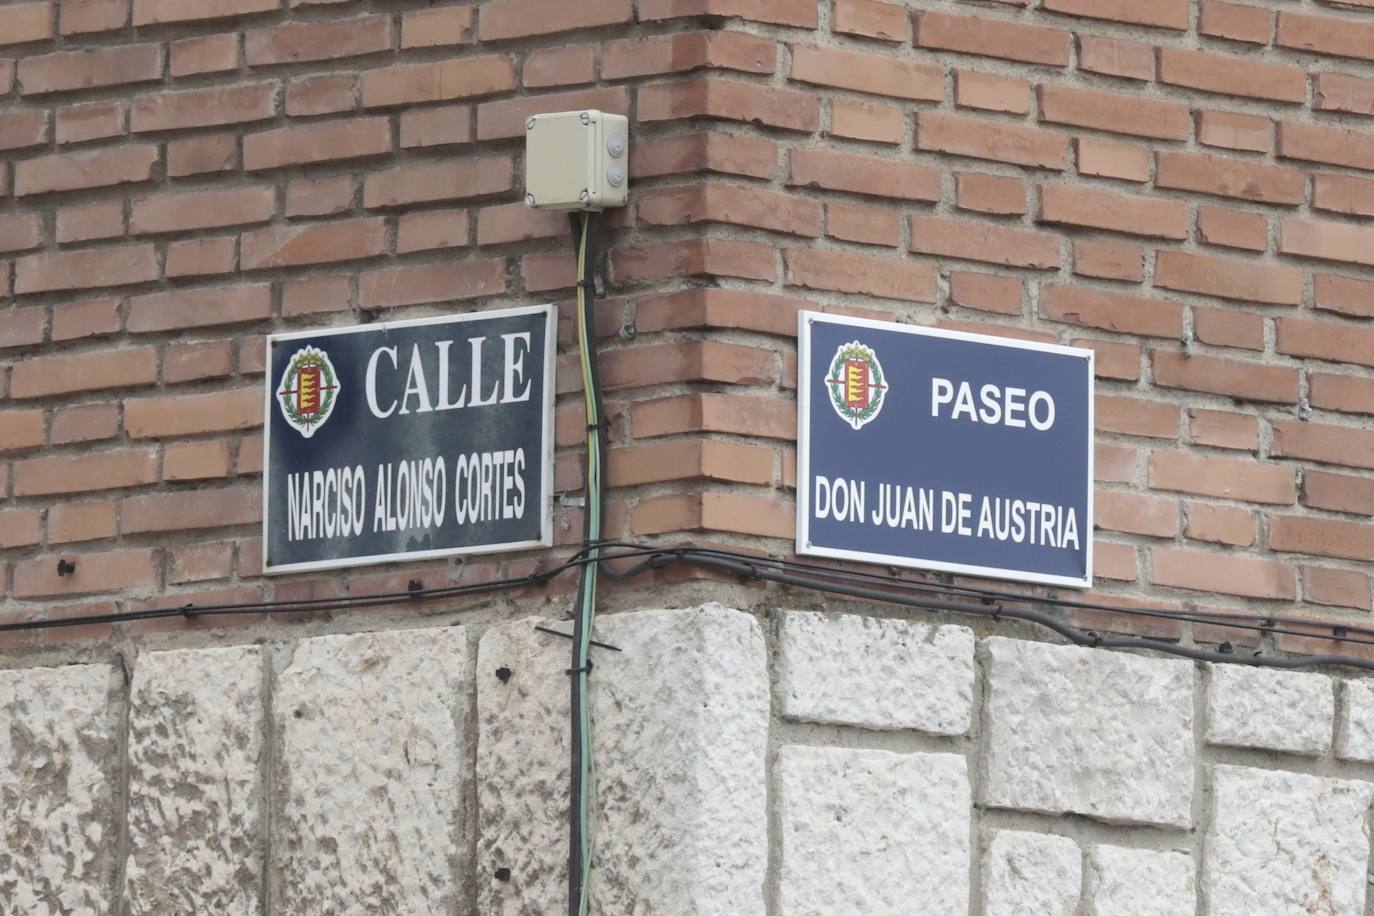 CALLE
NARCISO ALONSO CORTES
PASEO
DON JUAN DE AUSTRIA